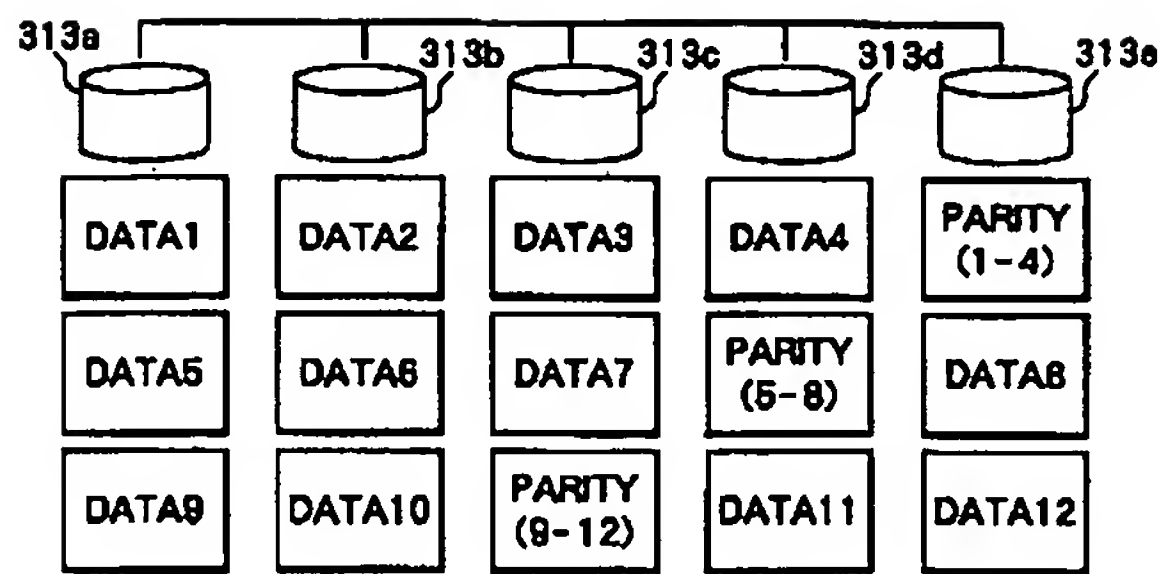 313a 313b 313c 313d 313e
DATA1 DATA2 DATA3 DATA4 PARITY
(1-4)
DATA5 DATA6 DATA7 PARITY
(5-8) DATA8
DATA9 DATA10 PARITY
(9-12) DATA11 DATA12